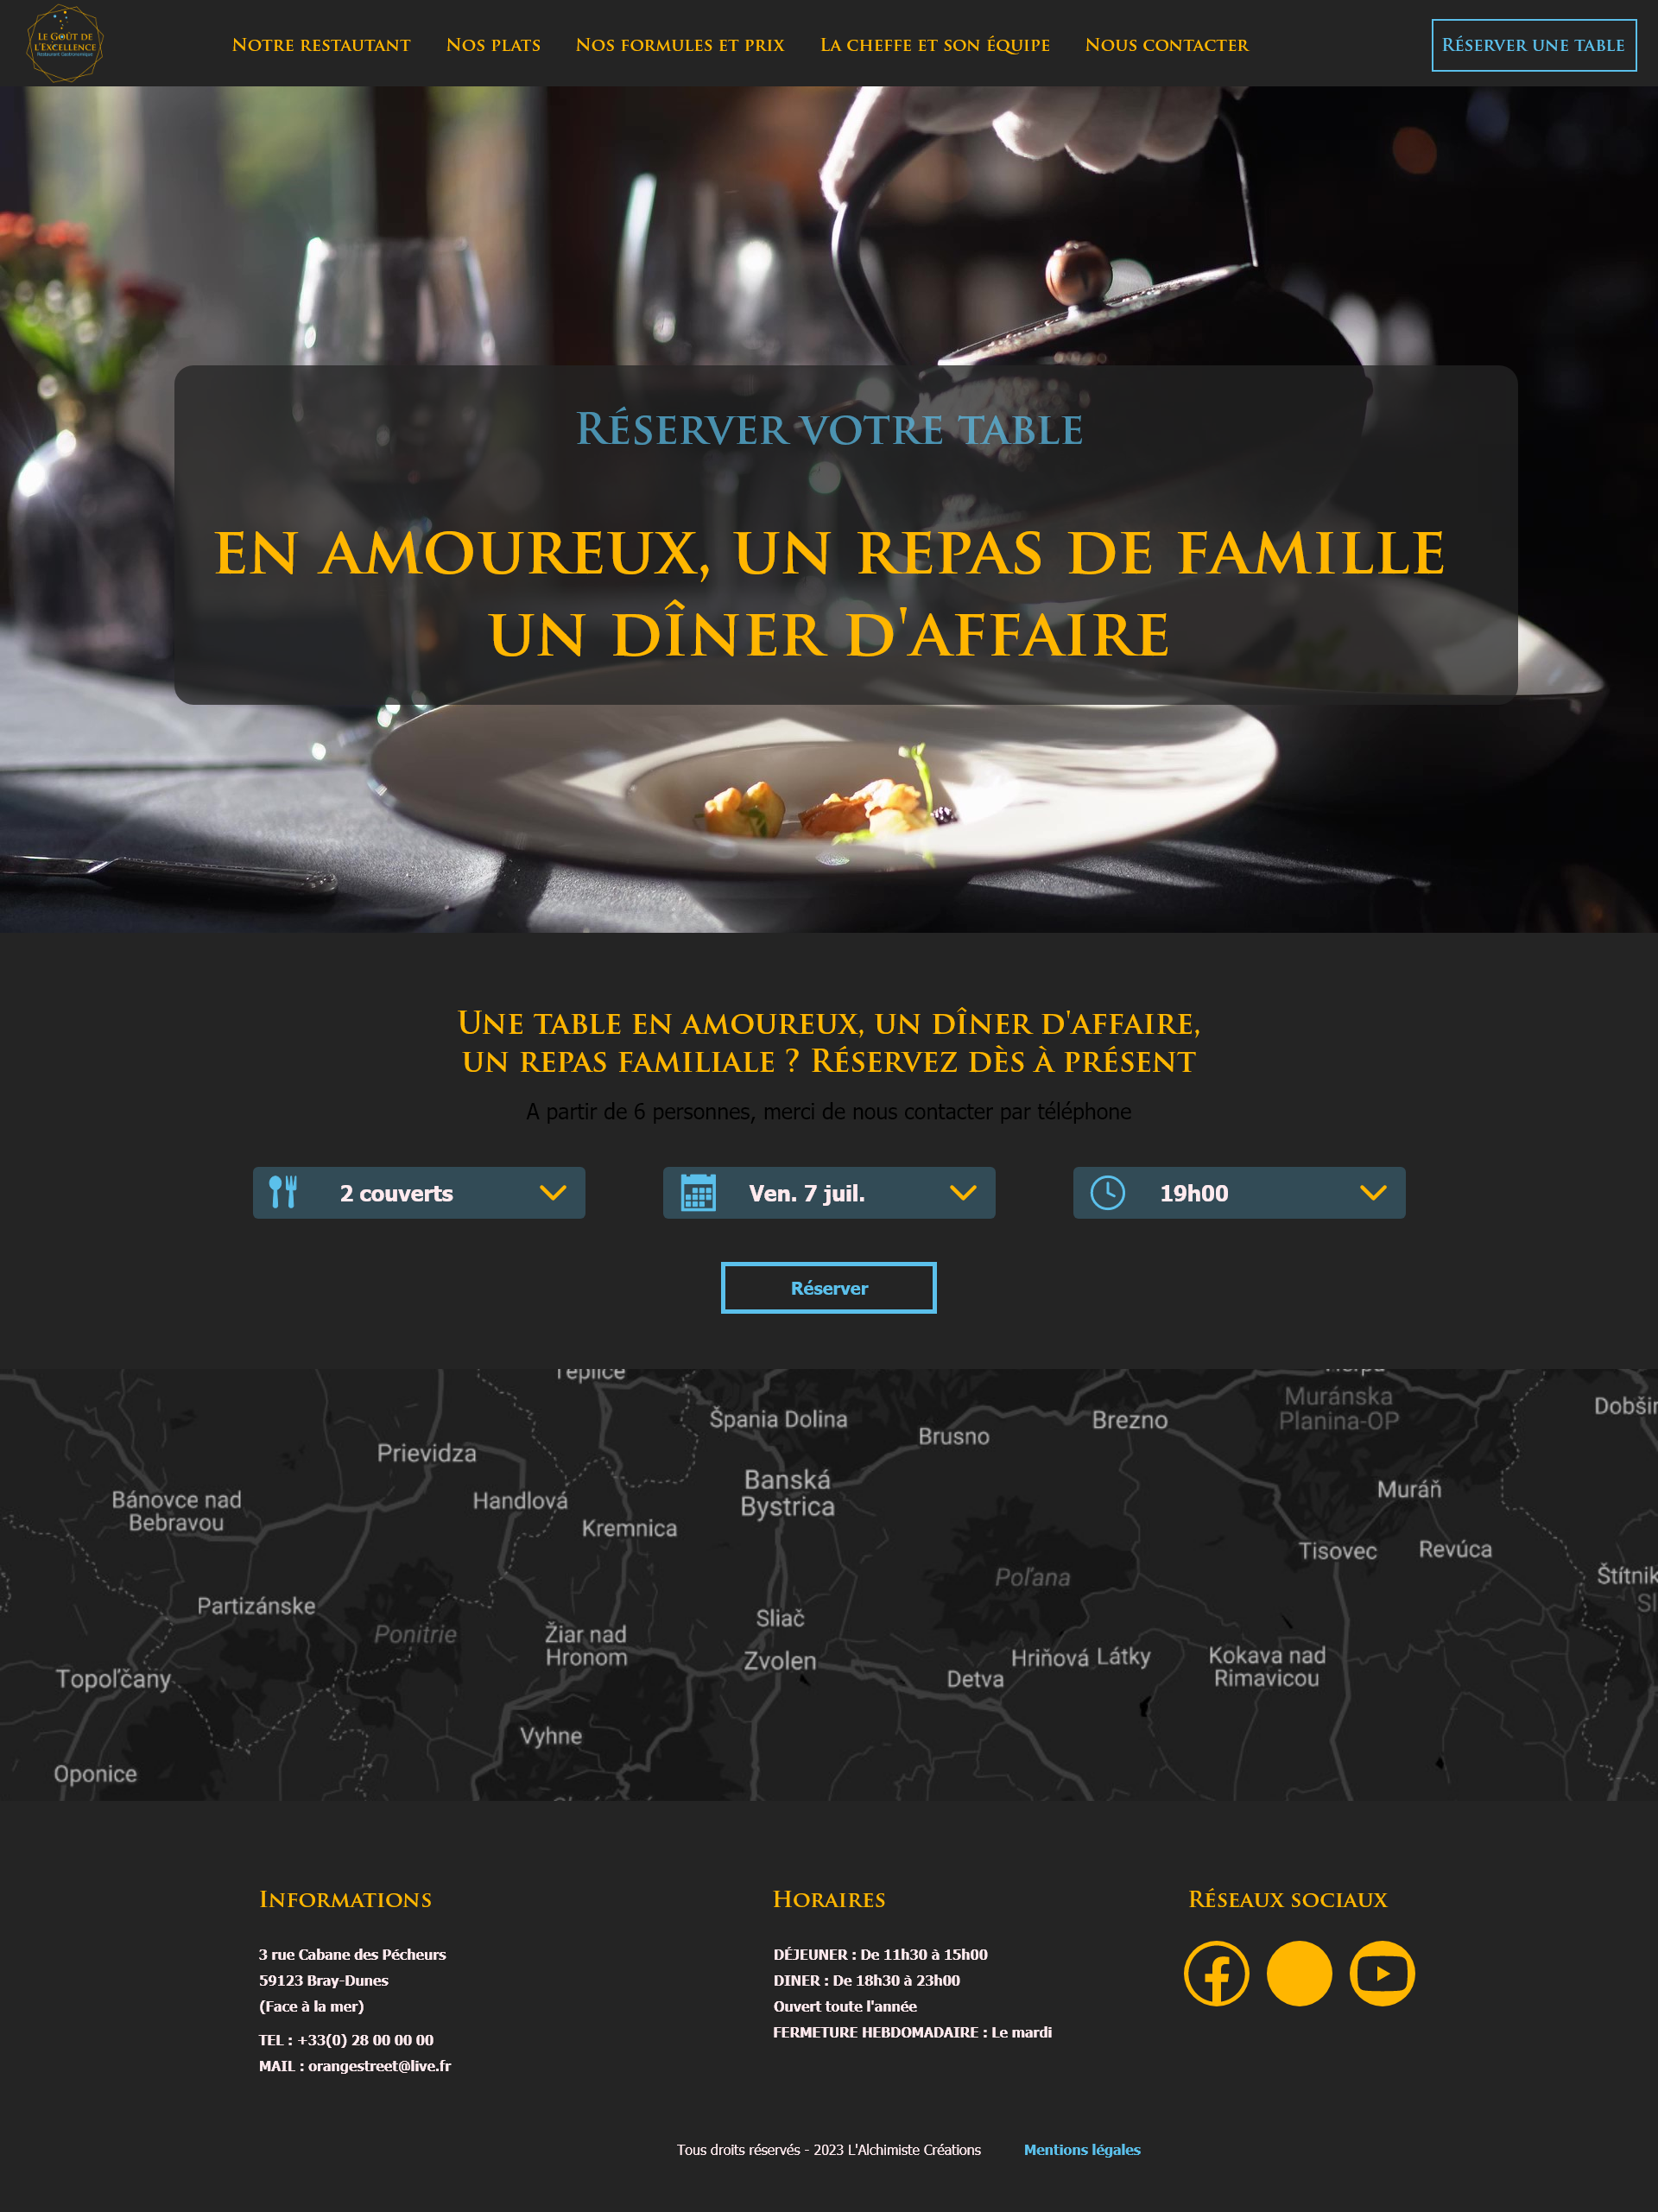 LE GOÛT DE
L'EXCELLENCE
Restaurant Gastronomique
Notre restautant
Nos plats
Nos formules et prix
La cheffe et son équipe
Nous contacter
Réserver une table
Réserver votre table
en amoureux, un repas de famille
un dîner d'affaire
Une table en amoureux, un dîner d'affaire,
un repas familiale ? Réservez dès à présent
A partir de 6 personnes, merci de nous contacter par téléphone
2 couverts
Ven. 7 juil.
19h00
Réserver
Teplice
Špania Dolina
Brusno
Brezno
Muránska
Planina-OP
Prievidza
Banská
Bystrica
Handlová
Bánovce nad
Bebravou
Kremnica
Muráň
Tisovec
Revúca
Štítnik
Poľana
Partizánske
Ponitrie
Žiar nad
Hronom
Sliač
Zvolen
Hriňová
Látky
Kokava nad
Rimavicou
Detva
Topoľčany
Vyhne
Oponice
Informations
3 rue Cabane des Pécheurs
59123 Bray-Dunes
(Face à la mer)
TEL : +33(0) 28 00 00 00
MAIL : orangestreet@live.fr
Horaires
DÉJEUNER : De 11h30 à 15h00
DINER : De 18h30 à 23h00
Ouvert toute l'année
FERMETURE HEBDOMADAIRE : Le mardi
Réseaux sociaux
Tous droits réservés - 2023 L'Alchimiste Créations
Mentions légales